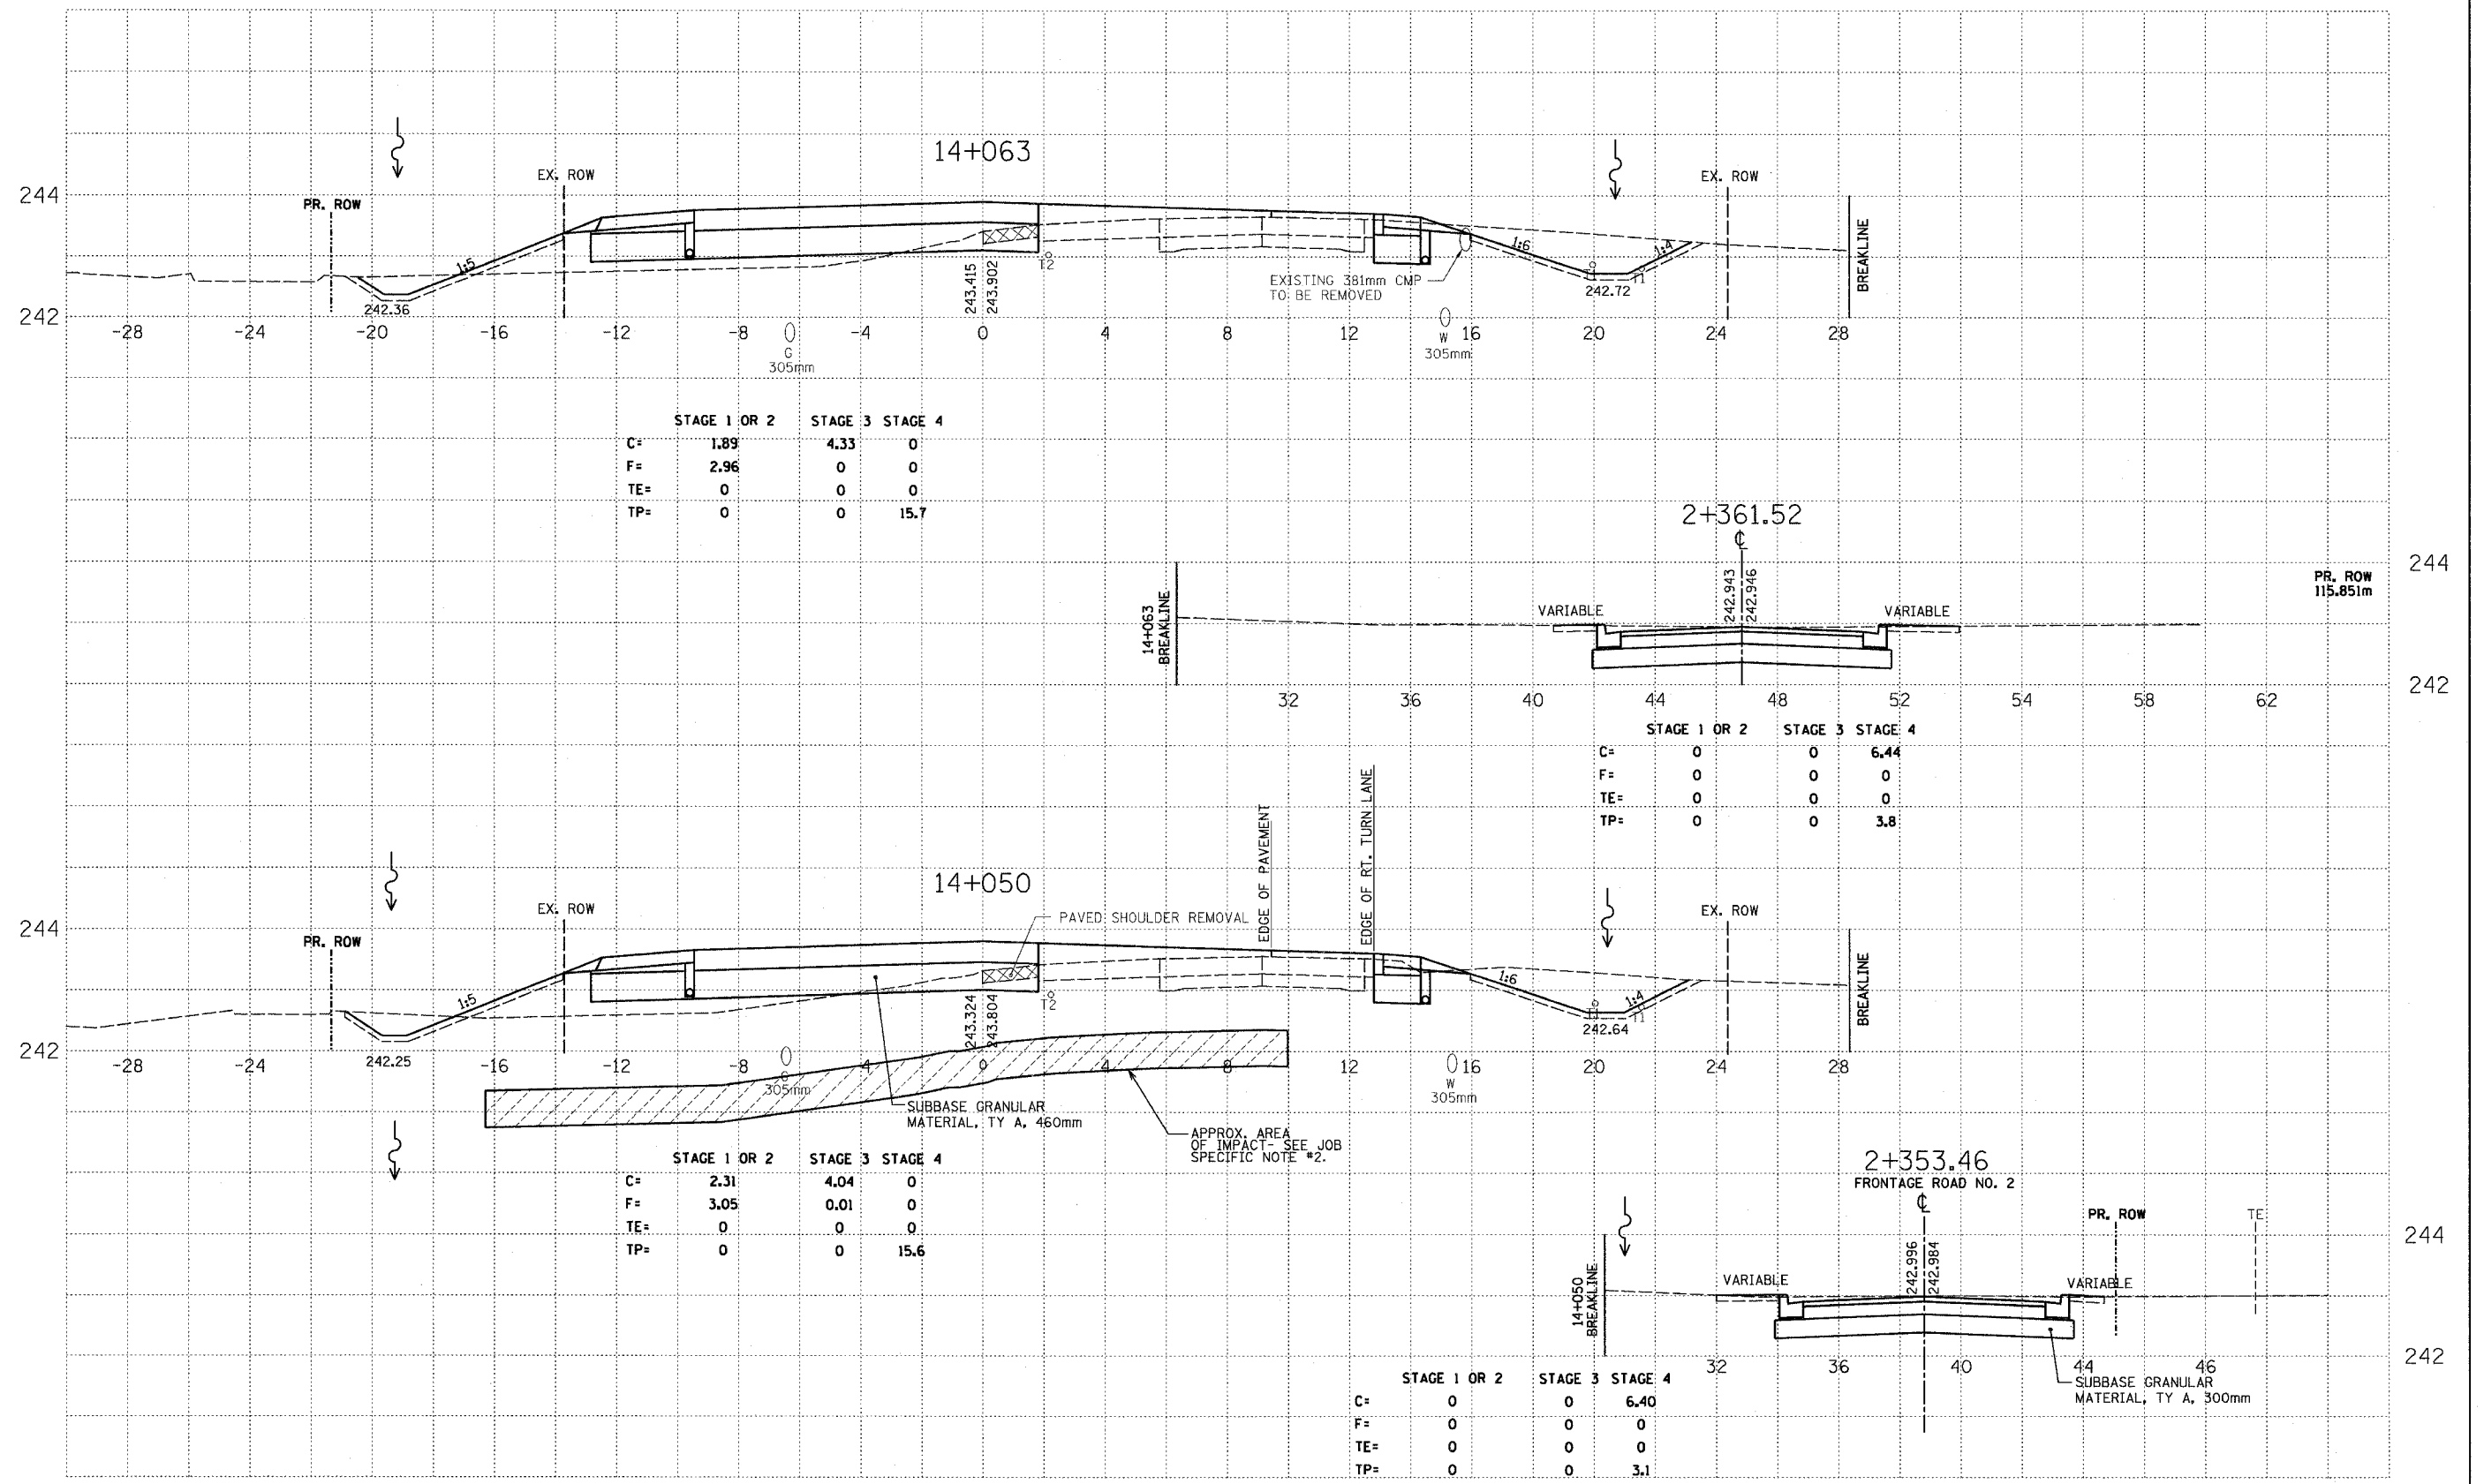 14+063
EX. ROW
EX. ROW
244
PR. ROW
1:5
1:6
1:4
BREAKLINE
T2
243.415
243.902
EXISTING 381mm CMP
TO BE REMOVED
T1
T1
242.36
242.72
242
-28 -24 -20 -16 -12 -8 -4 0 4 8 12 16 20 24 28
G
305mm
W
305mm
STAGE 1 OR 2 STAGE 3 STAGE 4
C= 1.89 4.33 0
F= 2.96 0 0
TE= 0 0 0
TP= 0 0 15.7
2+361.52
℄
244
PR. ROW
115.851m
14+063
BREAKLINE
VARIABLE
242.943
242.946
VARIABLE
242
32 36 40 44 48 52 54 58 62
STAGE 1 OR 2 STAGE 3 STAGE 4
C= 0 0 6.44
F= 0 0 0
TE= 0 0 0
TP= 0 0 3.8
14+050
EDGE OF PAVEMENT
EDGE OF RT. TURN LANE
EX. ROW
PAVED SHOULDER REMOVAL
EX. ROW
244
PR. ROW
1:5
1:6
1:4
BREAKLINE
T2
243.324
243.804
T1
T1
242.64
242
242.25
-28 -24 -16 -12 -8 -4 0 4 8 12 16 20 24 28
G
305mm
W
305mm
SUBBASE GRANULAR
MATERIAL, TY A, 460mm
APPROX. AREA
OF IMPACT- SEE JOB
SPECIFIC NOTE #2.
STAGE 1 OR 2 STAGE 3 STAGE 4
C= 2.31 4.04 0
F= 3.05 0.01 0
TE= 0 0 0
TP= 0 0 15.6
2+353.46
FRONTAGE ROAD NO. 2
℄
PR. ROW
TE
244
14+050
BREAKLINE
VARIABLE
242.996
242.984
VARIABLE
242
32 36 40 44 46
SUBBASE GRANULAR
MATERIAL, TY A, 300mm
STAGE 1 OR 2 STAGE 3 STAGE 4
C= 0 0 6.40
F= 0 0 0
TE= 0 0 0
TP= 0 0 3.1